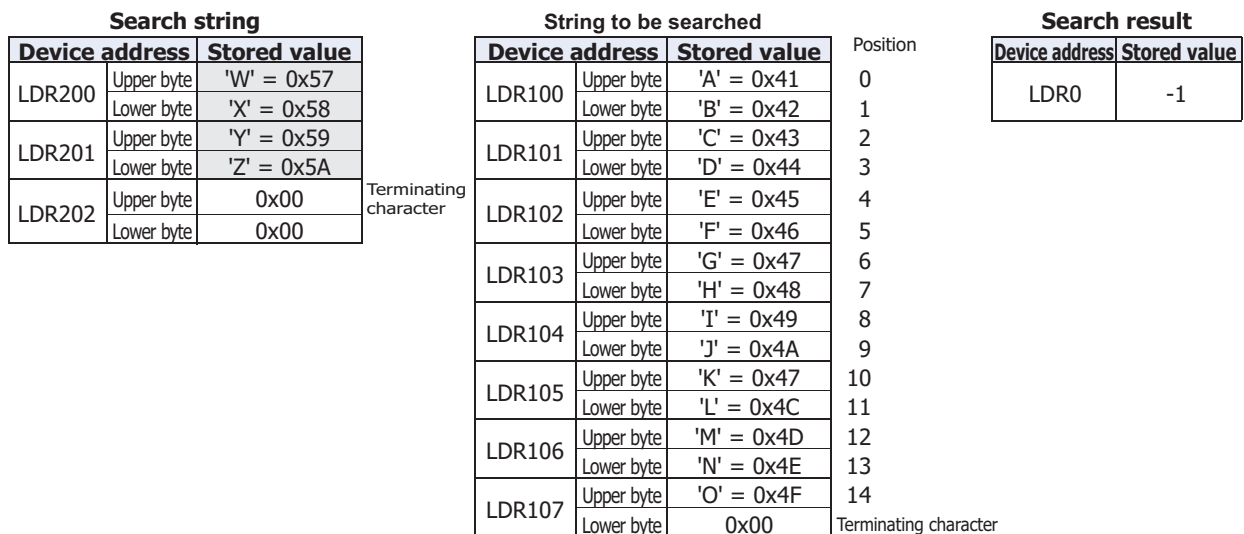 Search string
Device address Stored value
LDR200 Upper byte 'W' = 0x57
Lower byte 'X' = 0x58
LDR201 Upper byte 'Y' = 0x59
Lower byte 'Z' = 0x5A
LDR202 Upper byte 0x00
Lower byte 0x00
Terminating
character
String to be searched
Device address Stored value Position
LDR100 Upper byte 'A' = 0x41 0
Lower byte 'B' = 0x42 1
LDR101 Upper byte 'C' = 0x43 2
Lower byte 'D' = 0x44 3
LDR102 Upper byte 'E' = 0x45 4
Lower byte 'F' = 0x46 5
LDR103 Upper byte 'G' = 0x47 6
Lower byte 'H' = 0x48 7
LDR104 Upper byte 'I' = 0x49 8
Lower byte 'J' = 0x4A 9
LDR105 Upper byte 'K' = 0x47 10
Lower byte 'L' = 0x4C 11
LDR106 Upper byte 'M' = 0x4D 12
Lower byte 'N' = 0x4E 13
LDR107 Upper byte 'O' = 0x4F 14
Lower byte 0x00 Terminating character
Search result
Device address Stored value
LDR0 -1